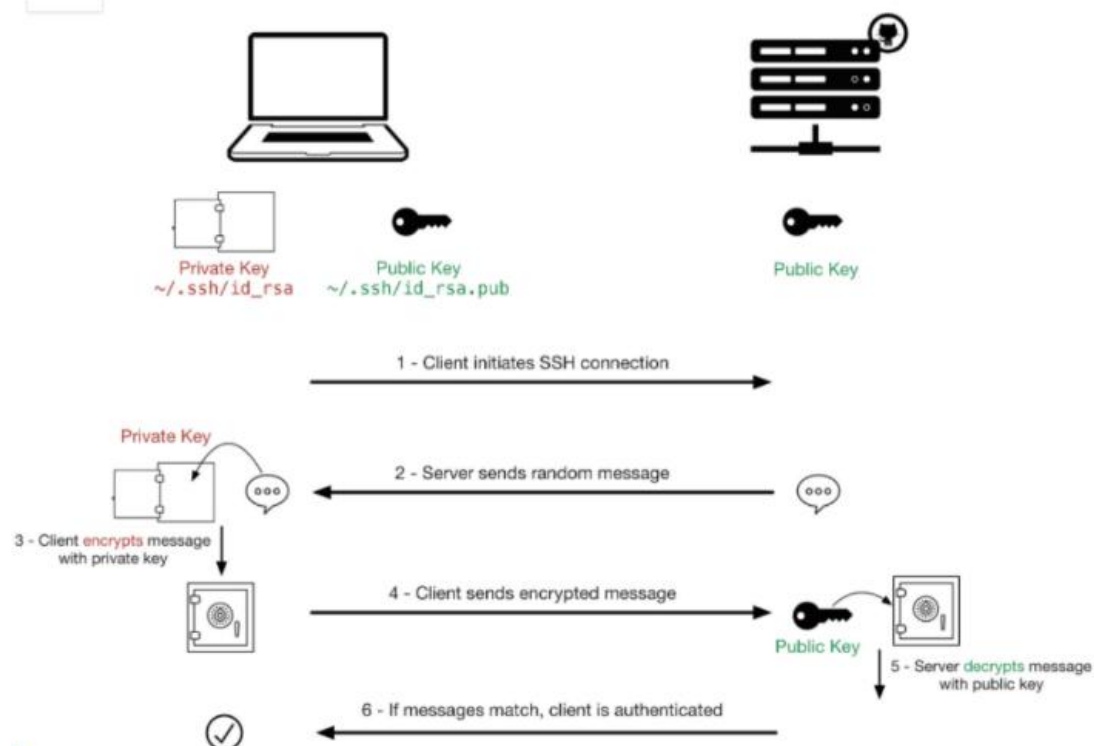 Private Key
~/.ssh/id_rsa
Public Key
~/.ssh/id_rsa.pub
Public Key
1 - Client initiates SSH connection
Private Key
2 - Server sends random message
3 - Client encrypts message
with private key
4 - Client sends encrypted message
Public Key
5 - Server decrypts message
with public key
6 - If messages match, client is authenticated